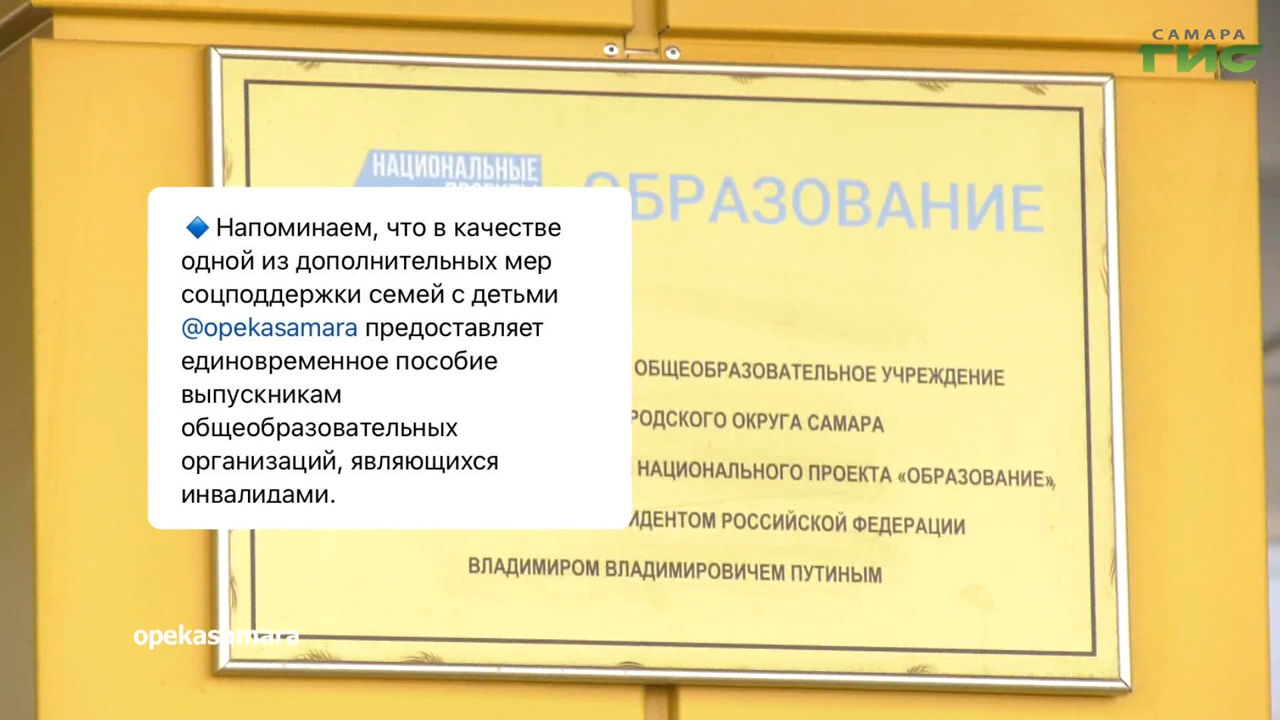 САМАРА
ГИС
НАЦИОНАЛЬНЫЕ
ОБРАЗОВАНИЕ
🔷 Напоминаем, что в качестве
одной из дополнительных мер
соцподдержки семей с детьми
@opekasamara предоставляет
единовременное пособие
выпускникам
общеобразовательных
организаций, являющихся
инвалидами.
ОБЩЕОБРАЗОВАТЕЛЬНОЕ УЧРЕЖДЕНИЕ
РОДСКОГО ОКРУГА САМАРА
НАЦИОНАЛЬНОГО ПРОЕКТА «ОБРАЗОВАНИЕ»,
ИДЕНТОМ РОССИЙСКОЙ ФЕДЕРАЦИИ
ВЛАДИМИРОМ ВЛАДИМИРОВИЧЕМ ПУТИНЫМ
opekasamara